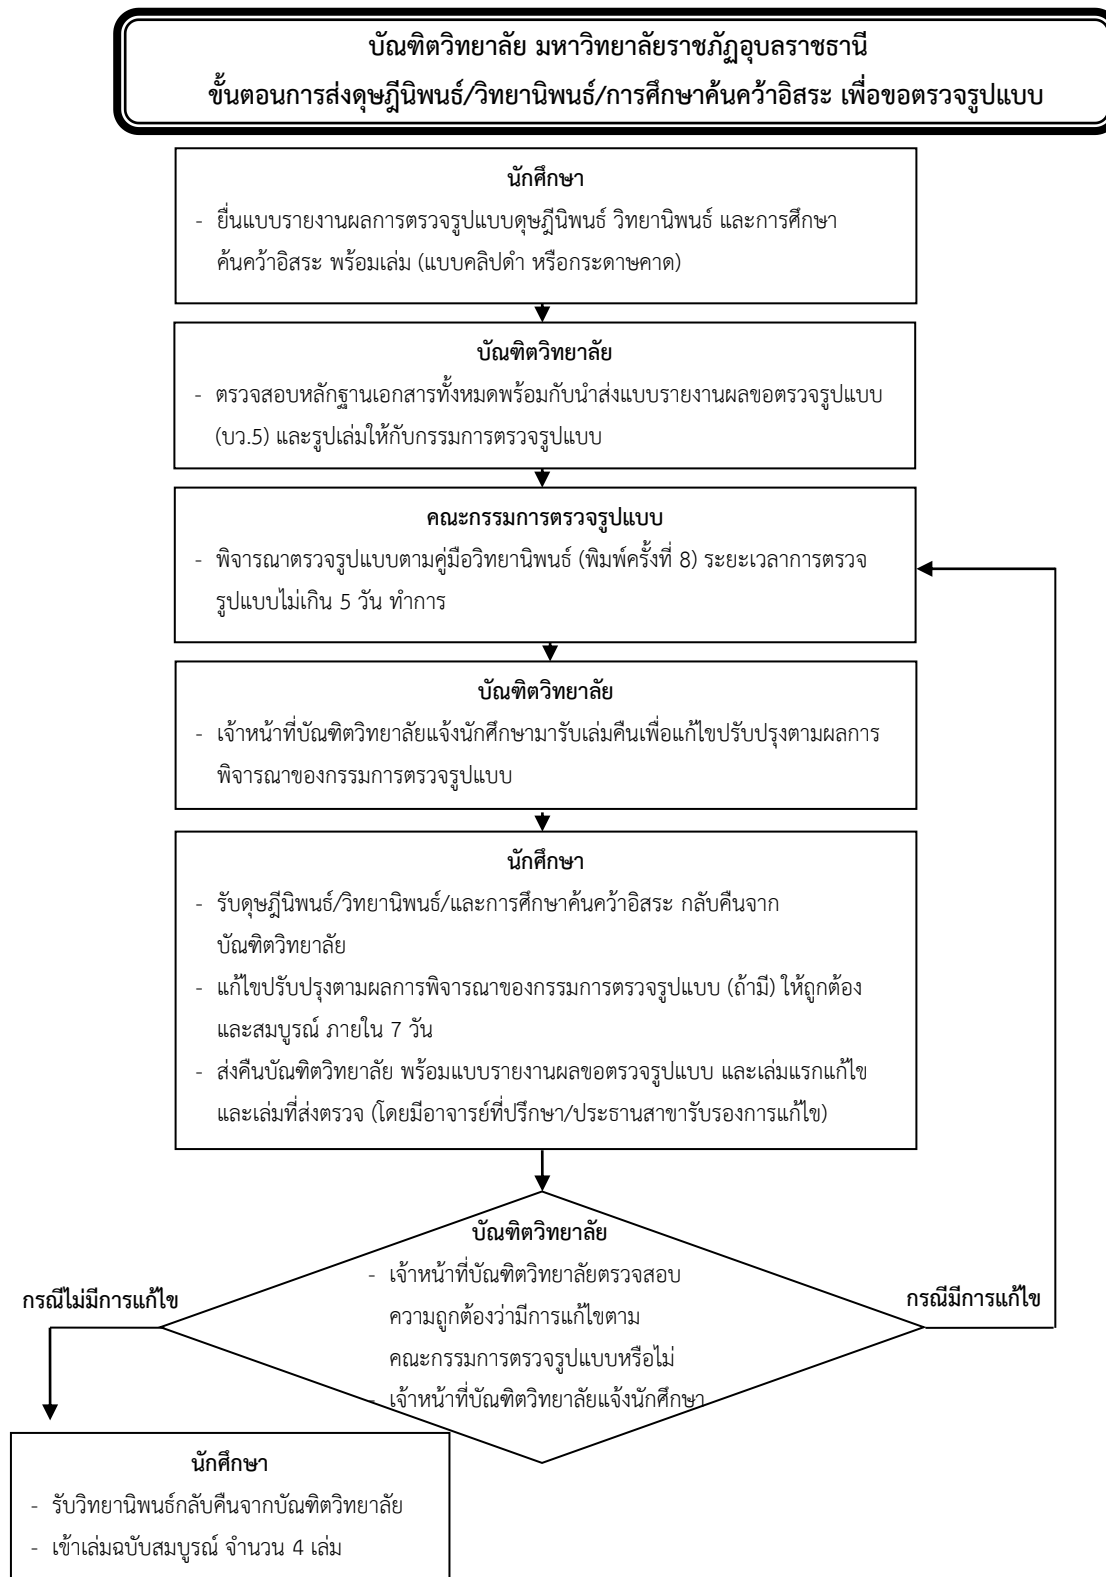 บัณฑิตวิทยาลัย มหาวิทยาลัยราชภัฏอุบลราชธานี
ขั้นตอนการส่งดุษฎีนิพนธ์/วิทยานิพนธ์/การศึกษาค้นคว้าอิสระ เพื่อขอตรวจรูปแบบ
นักศึกษา
- ยื่นแบบรายงานผลการตรวจรูปแบบดุษฎีนิพนธ์ วิทยานิพนธ์ และการศึกษา
ค้นคว้าอิสระ พร้อมเล่ม (แบบคลิปดำ หรือกระดาษคาด)
บัณฑิตวิทยาลัย
- ตรวจสอบหลักฐานเอกสารทั้งหมดพร้อมกับนำส่งแบบรายงานผลขอตรวจรูปแบบ
(บว.5) และรูปเล่มให้กับกรรมการตรวจรูปแบบ
คณะกรรมการตรวจรูปแบบ
- พิจารณาตรวจรูปแบบตามคู่มือวิทยานิพนธ์ (พิมพ์ครั้งที่ 8) ระยะเวลาการตรวจ
รูปแบบไม่เกิน 5 วัน ทำการ
บัณฑิตวิทยาลัย
- เจ้าหน้าที่บัณฑิตวิทยาลัยแจ้งนักศึกษามารับเล่มคืนเพื่อแก้ไขปรับปรุงตามผลการ
พิจารณาของกรรมการตรวจรูปแบบ
นักศึกษา
- รับดุษฎีนิพนธ์/วิทยานิพนธ์/และการศึกษาค้นคว้าอิสระ กลับคืนจาก
บัณฑิตวิทยาลัย
- แก้ไขปรับปรุงตามผลการพิจารณาของกรรมการตรวจรูปแบบ (ถ้ามี) ให้ถูกต้อง
และสมบูรณ์ ภายใน 7 วัน
- ส่งคืนบัณฑิตวิทยาลัย พร้อมแบบรายงานผลขอตรวจรูปแบบ และเล่มแรกแก้ไข
และเล่มที่ส่งตรวจ (โดยมีอาจารย์ที่ปรึกษา/ประธานสาขารับรองการแก้ไข)
บัณฑิตวิทยาลัย
- เจ้าหน้าที่บัณฑิตวิทยาลัยตรวจสอบ
ความถูกต้องว่ามีการแก้ไขตาม
คณะกรรมการตรวจรูปแบบหรือไม่
- เจ้าหน้าที่บัณฑิตวิทยาลัยแจ้งนักศึกษา
กรณีไม่มีการแก้ไข
กรณีมีการแก้ไข
นักศึกษา
- รับวิทยานิพนธ์กลับคืนจากบัณฑิตวิทยาลัย
- เข้าเล่มฉบับสมบูรณ์ จำนวน 4 เล่ม